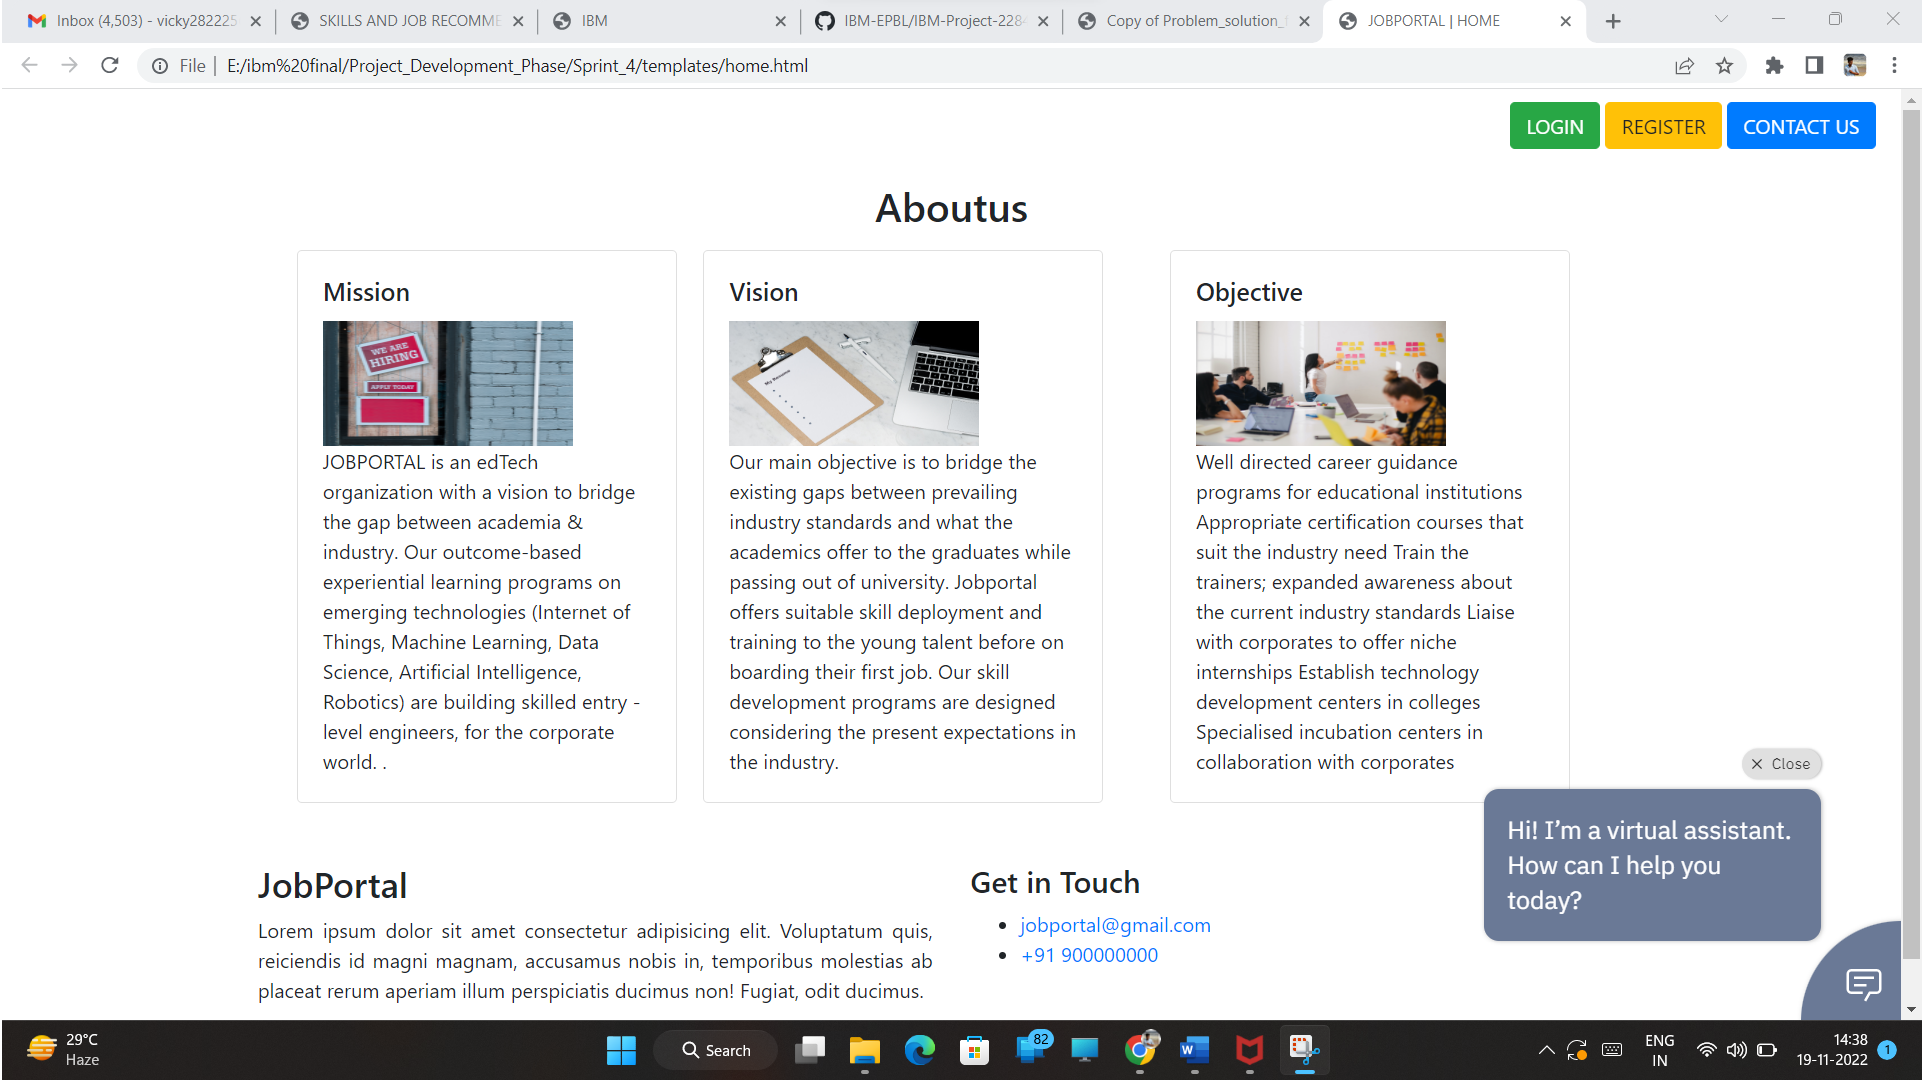 Inbox (4,503) - vicky282225
SKILLS AND JOB RECOMME
IBM
IBM-EPBL/IBM-Project-2284
Copy of Problem_solution_
JOBPORTAL | HOME
File | E:/ibm%20final/Project_Development_Phase/Sprint_4/templates/home.html
LOGIN
REGISTER
CONTACT US
Aboutus
Mission
WE ARE
HIRING
APPLY TODAY
JOBPORTAL is an edTech
organization with a vision to bridge
the gap between academia &
industry. Our outcome-based
experiential learning programs on
emerging technologies (Internet of
Things, Machine Learning, Data
Science, Artificial Intelligence,
Robotics) are building skilled entry -
level engineers, for the corporate
world. .
Vision
My Resume
Our main objective is to bridge the
existing gaps between prevailing
industry standards and what the
academics offer to the graduates while
passing out of university. Jobportal
offers suitable skill deployment and
training to the young talent before on
boarding their first job. Our skill
development programs are designed
considering the present expectations in
the industry.
Objective
Well directed career guidance
programs for educational institutions
Appropriate certification courses that
suit the industry need Train the
trainers; expanded awareness about
the current industry standards Liaise
with corporates to offer niche
internships Establish technology
development centers in colleges
Specialised incubation centers in
collaboration with corporates
Close
Hi! I'm a virtual assistant.
How can I help you
today?
JobPortal
Lorem ipsum dolor sit amet consectetur adipisicing elit. Voluptatum quis,
reiciendis id magni magnam, accusamus nobis in, temporibus molestias ab
placeat rerum aperiam illum perspiciatis ducimus non! Fugiat, odit ducimus.
Get in Touch
jobportal@gmail.com
+91 900000000
29°C
Haze
Search
82
W
ENG
IN
14:38
19-11-2022
1